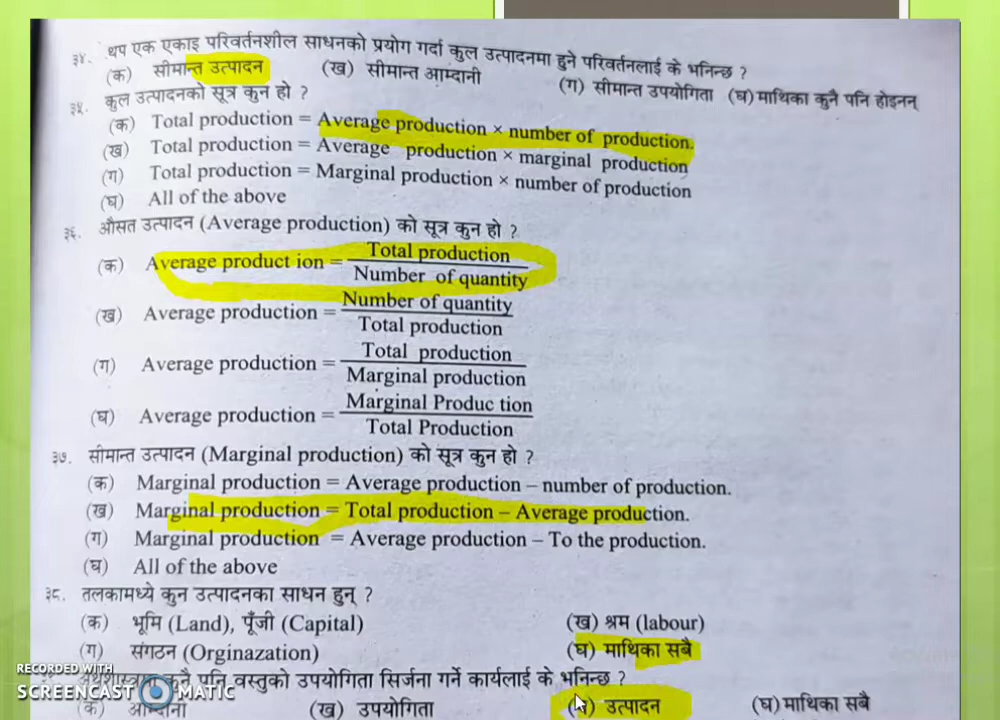 ३४. थप एक एकाइ परिवर्तनशील साधनको प्रयोग गर्दा कुल उत्पादनमा हुने परिवर्तनलाई के भनिन्छ ?
(क) सीमान्त उत्पादन (ख) सीमान्त आम्दानी (ग) सीमान्त उपयोगिता (घ) माथिका कुनै पनि होइनन्
३५. कुल उत्पादनको सूत्र कुन हो ?
(क) Total production = Average production × number of production.
(ख) Total production = Average production × marginal production
(ग) Total production = Marginal production × number of production
(घ) All of the above
३६. औसत उत्पादन (Average production) को सूत्र कुन हो ?
(क) Average product ion = Total production
Number of quantity
(ख) Average production = Number of quantity
Total production
(ग) Average production = Total production
Marginal production
(घ) Average production = Marginal Produc tion
Total Production
३७. सीमान्त उत्पादन (Marginal production) को सूत्र कुन हो ?
(क) Marginal production = Average production – number of production.
(ख) Marginal production = Total production – Average production.
(ग) Marginal production = Average production – To the production.
(घ) All of the above
३८. तलकामध्ये कुन उत्पादनका साधन हुन् ?
(क) भूमि (Land), पूँजी (Capital) (ख) श्रम (labour)
(ग) संगठन (Orginazation) (घ) माथिका सबै
अर्थशास्त्रमा कुनै पनि वस्तुको उपयोगिता सिर्जना गर्ने कार्यलाई के भनिन्छ ?
(क) आम्दानी (ख) उपयोगिता (ग) उत्पादन (घ) माथिका सबै
RECORDED WITH
SCREENCAST MATIC